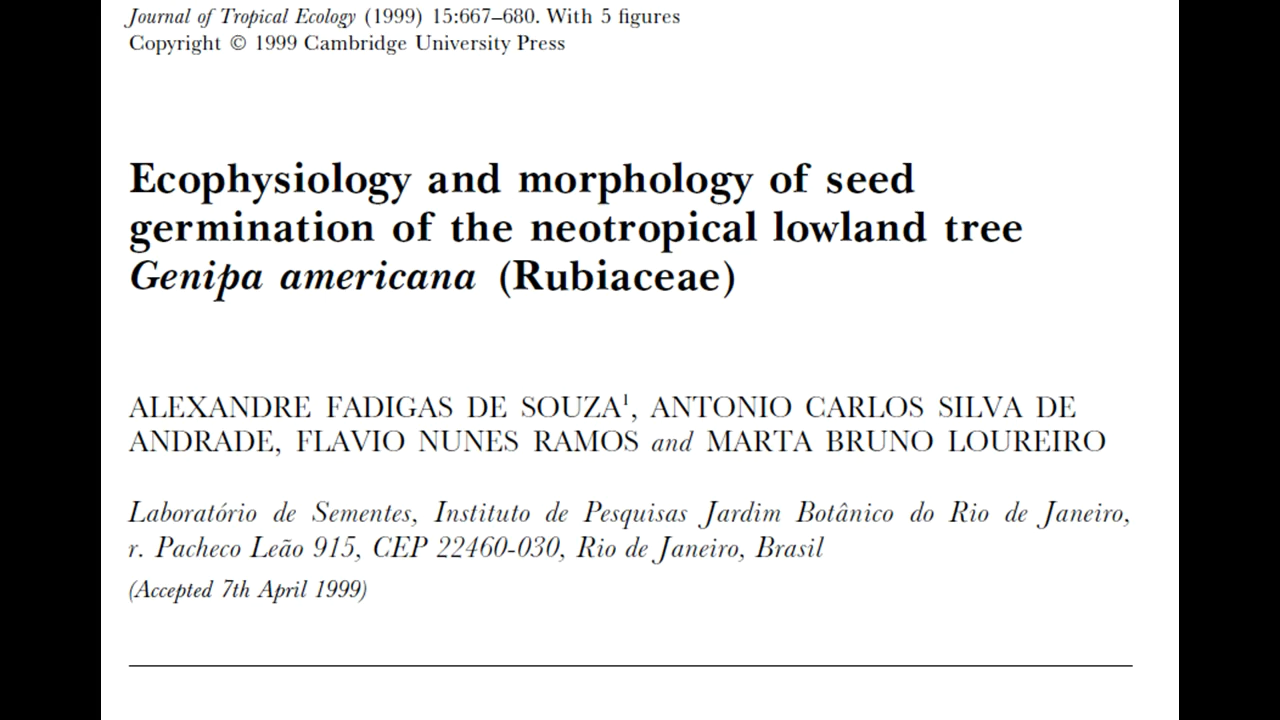 Journal of Tropical Ecology (1999) 15:667–680. With 5 figures
Copyright © 1999 Cambridge University Press
Ecophysiology and morphology of seed
germination of the neotropical lowland tree
Genipa americana (Rubiaceae)
ALEXANDRE FADIGAS DE SOUZA¹, ANTONIO CARLOS SILVA DE
ANDRADE, FLAVIO NUNES RAMOS and MARTA BRUNO LOUREIRO
Laboratório de Sementes, Instituto de Pesquisas Jardim Botânico do Rio de Janeiro,
r. Pacheco Leão 915, CEP 22460-030, Rio de Janeiro, Brasil
(Accepted 7th April 1999)